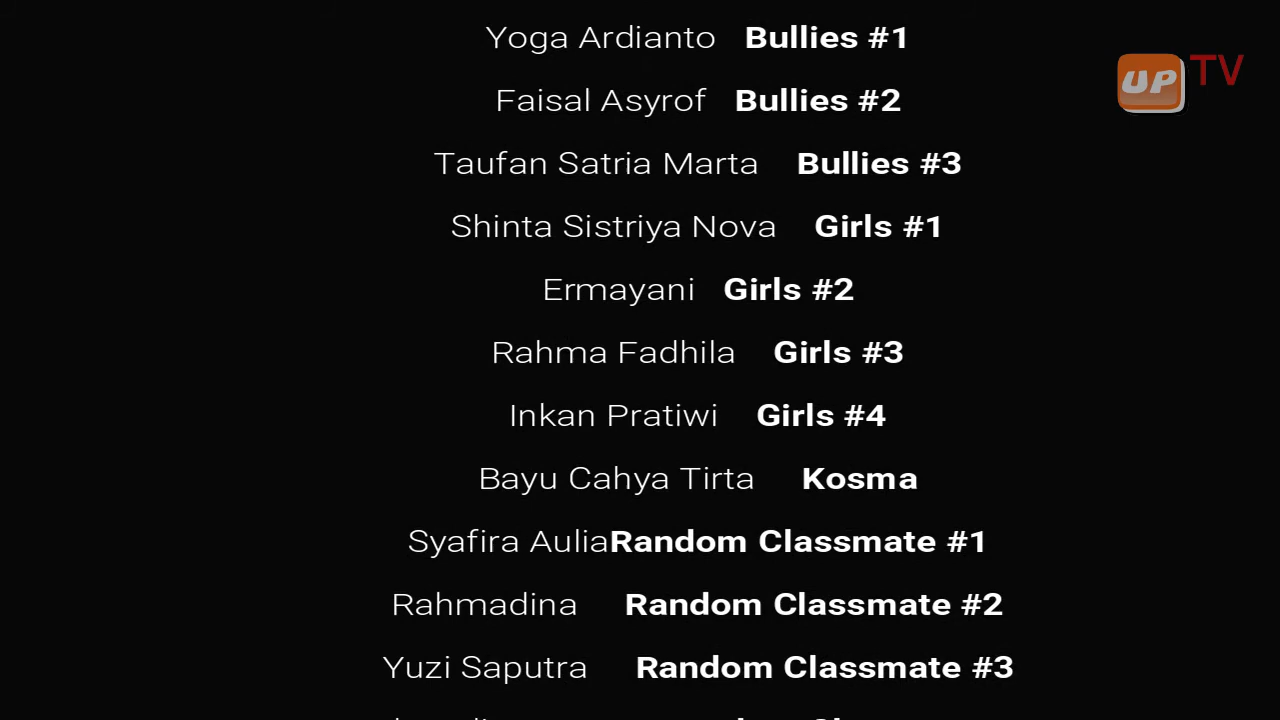 Yoga Ardianto Bullies #1
UP TV
Faisal Asyrof Bullies #2
Taufan Satria Marta Bullies #3
Shinta Sistriya Nova Girls #1
Ermayani Girls #2
Rahma Fadhila Girls #3
Inkan Pratiwi Girls #4
Bayu Cahya Tirta Kosma
Syafira AuliaRandom Classmate #1
Rahmadina Random Classmate #2
Yuzi Saputra Random Classmate #3